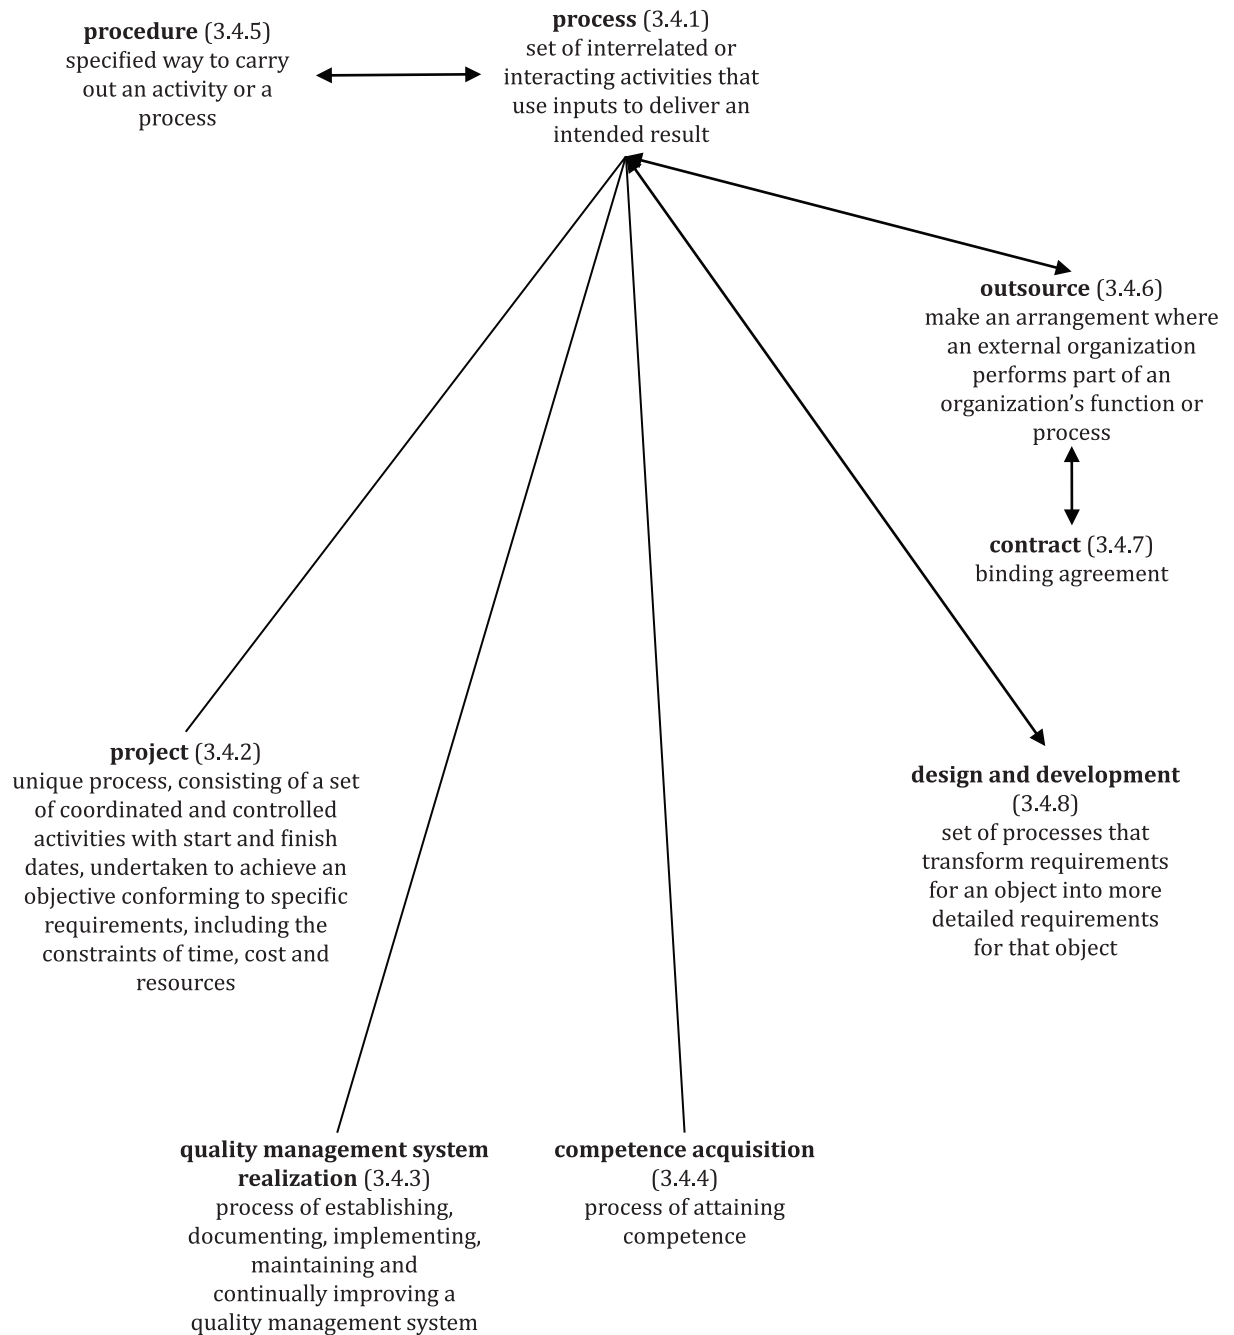 procedure (3.4.5)
specified way to carry
out an activity or a
process
process (3.4.1)
set of interrelated or
interacting activities that
use inputs to deliver an
intended result
outsource (3.4.6)
make an arrangement where
an external organization
performs part of an
organization’s function or
process
contract (3.4.7)
binding agreement
project (3.4.2)
unique process, consisting of a set
of coordinated and controlled
activities with start and finish
dates, undertaken to achieve an
objective conforming to specific
requirements, including the
constraints of time, cost and
resources
design and development
(3.4.8)
set of processes that
transform requirements
for an object into more
detailed requirements
for that object
quality management system
realization (3.4.3)
process of establishing,
documenting, implementing,
maintaining and
continually improving a
quality management system
competence acquisition
(3.4.4)
process of attaining
competence